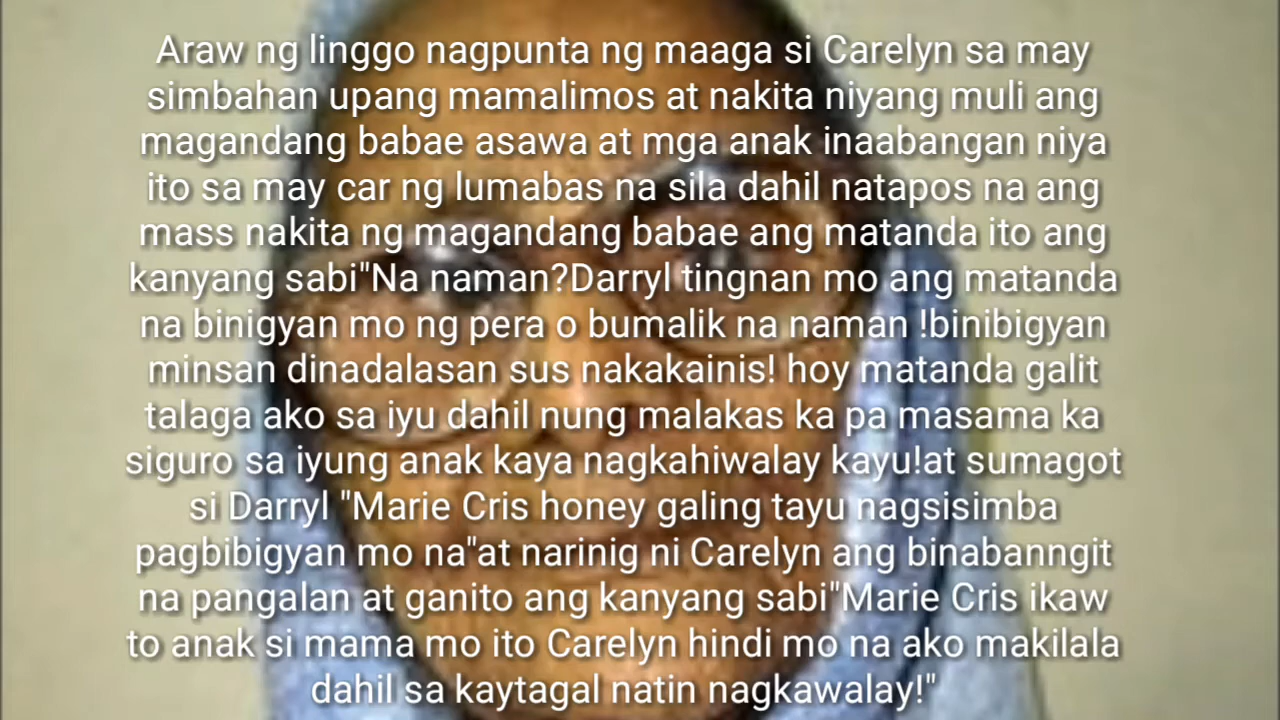 Araw ng linggo nagpunta ng maaga si Carelyn sa may
simbahan upang mamalimos at nakita niyang muli ang
magandang babae asawa at mga anak inaabangan niya
ito sa may car ng lumabas na sila dahil natapos na ang
mass nakita ng magandang babae ang matanda ito ang
kanyang sabi"Na naman?Darryl tingnan mo ang matanda
na binigyan mo ng pera o bumalik na naman !binibigyan
minsan dinadalasan sus nakakainis! hoy matanda galit
talaga ako sa iyu dahil nung malakas ka pa masama ka
siguro sa iyung anak kaya nagkahiwalay kayu!at sumagot
si Darryl "Marie Cris honey galing tayu nagsisimba
pagbibigyan mo na"at narinig ni Carelyn ang binabanngit
na pangalan at ganito ang kanyang sabi"Marie Cris ikaw
to anak si mama mo ito Carelyn hindi mo na ako makilala
dahil sa kaytagal natin nagkawalay!"